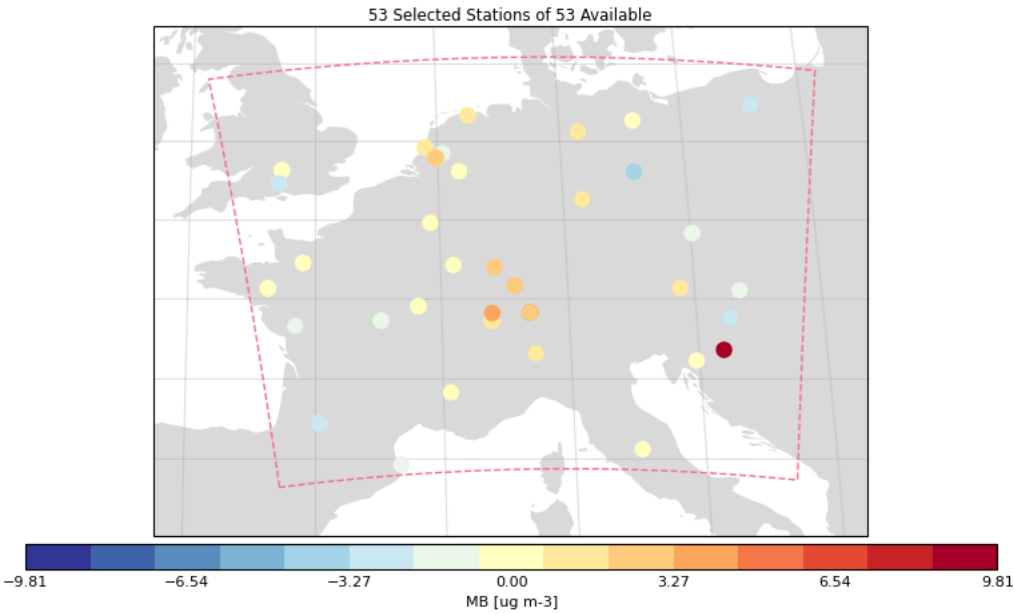 53 Selected Stations of 53 Available
−9.81 −6.54 −3.27 0.00 3.27 6.54 9.81
MB [ug m-3]